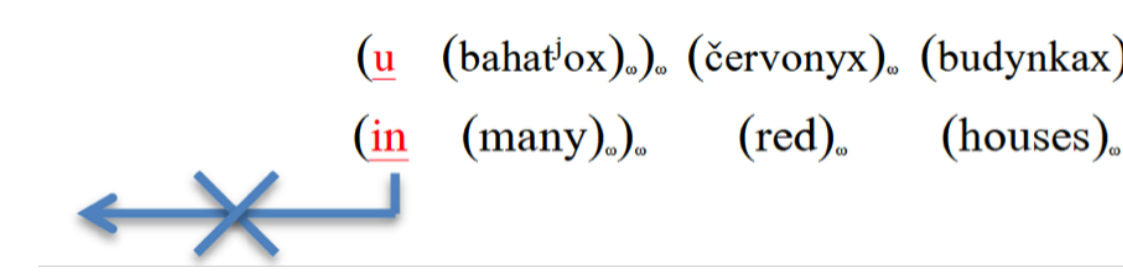 (u (bahatʲox)ω)ω (červonyx)ω (budynkax)
(in (many)ω)ω (red)ω (houses)ω